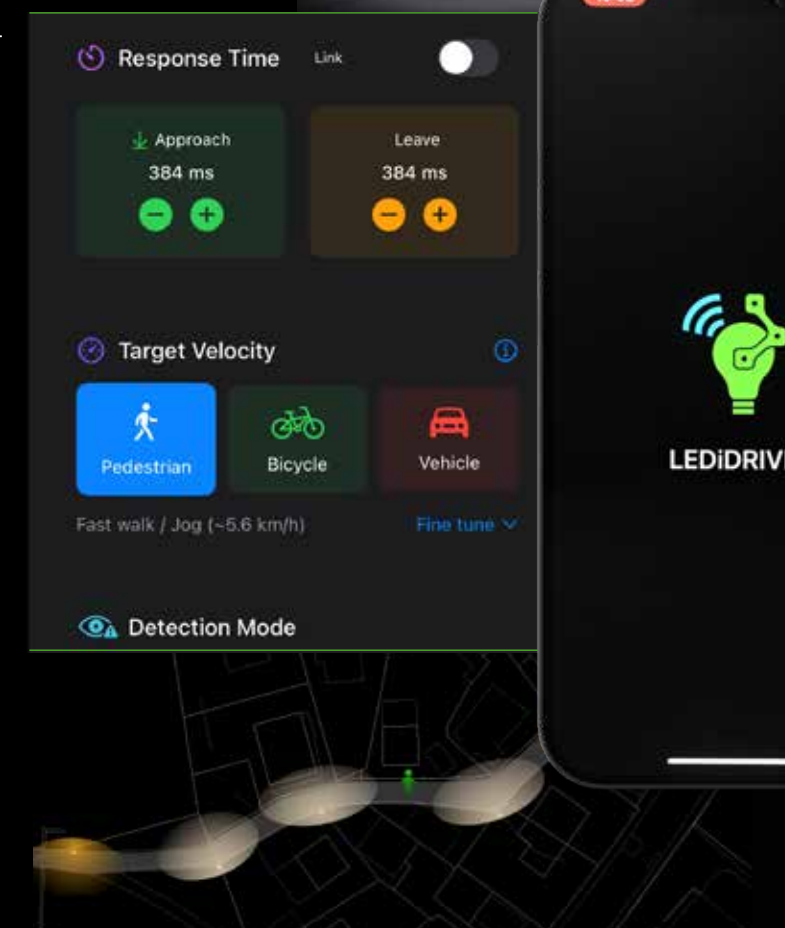 Response Time Link
Approach
384 ms
Leave
384 ms
Target Velocity
Pedestrian
Bicycle
Vehicle
Fast walk / Jog (~5.6 km/h)
Fine tune
Detection Mode
LEDiDRIV